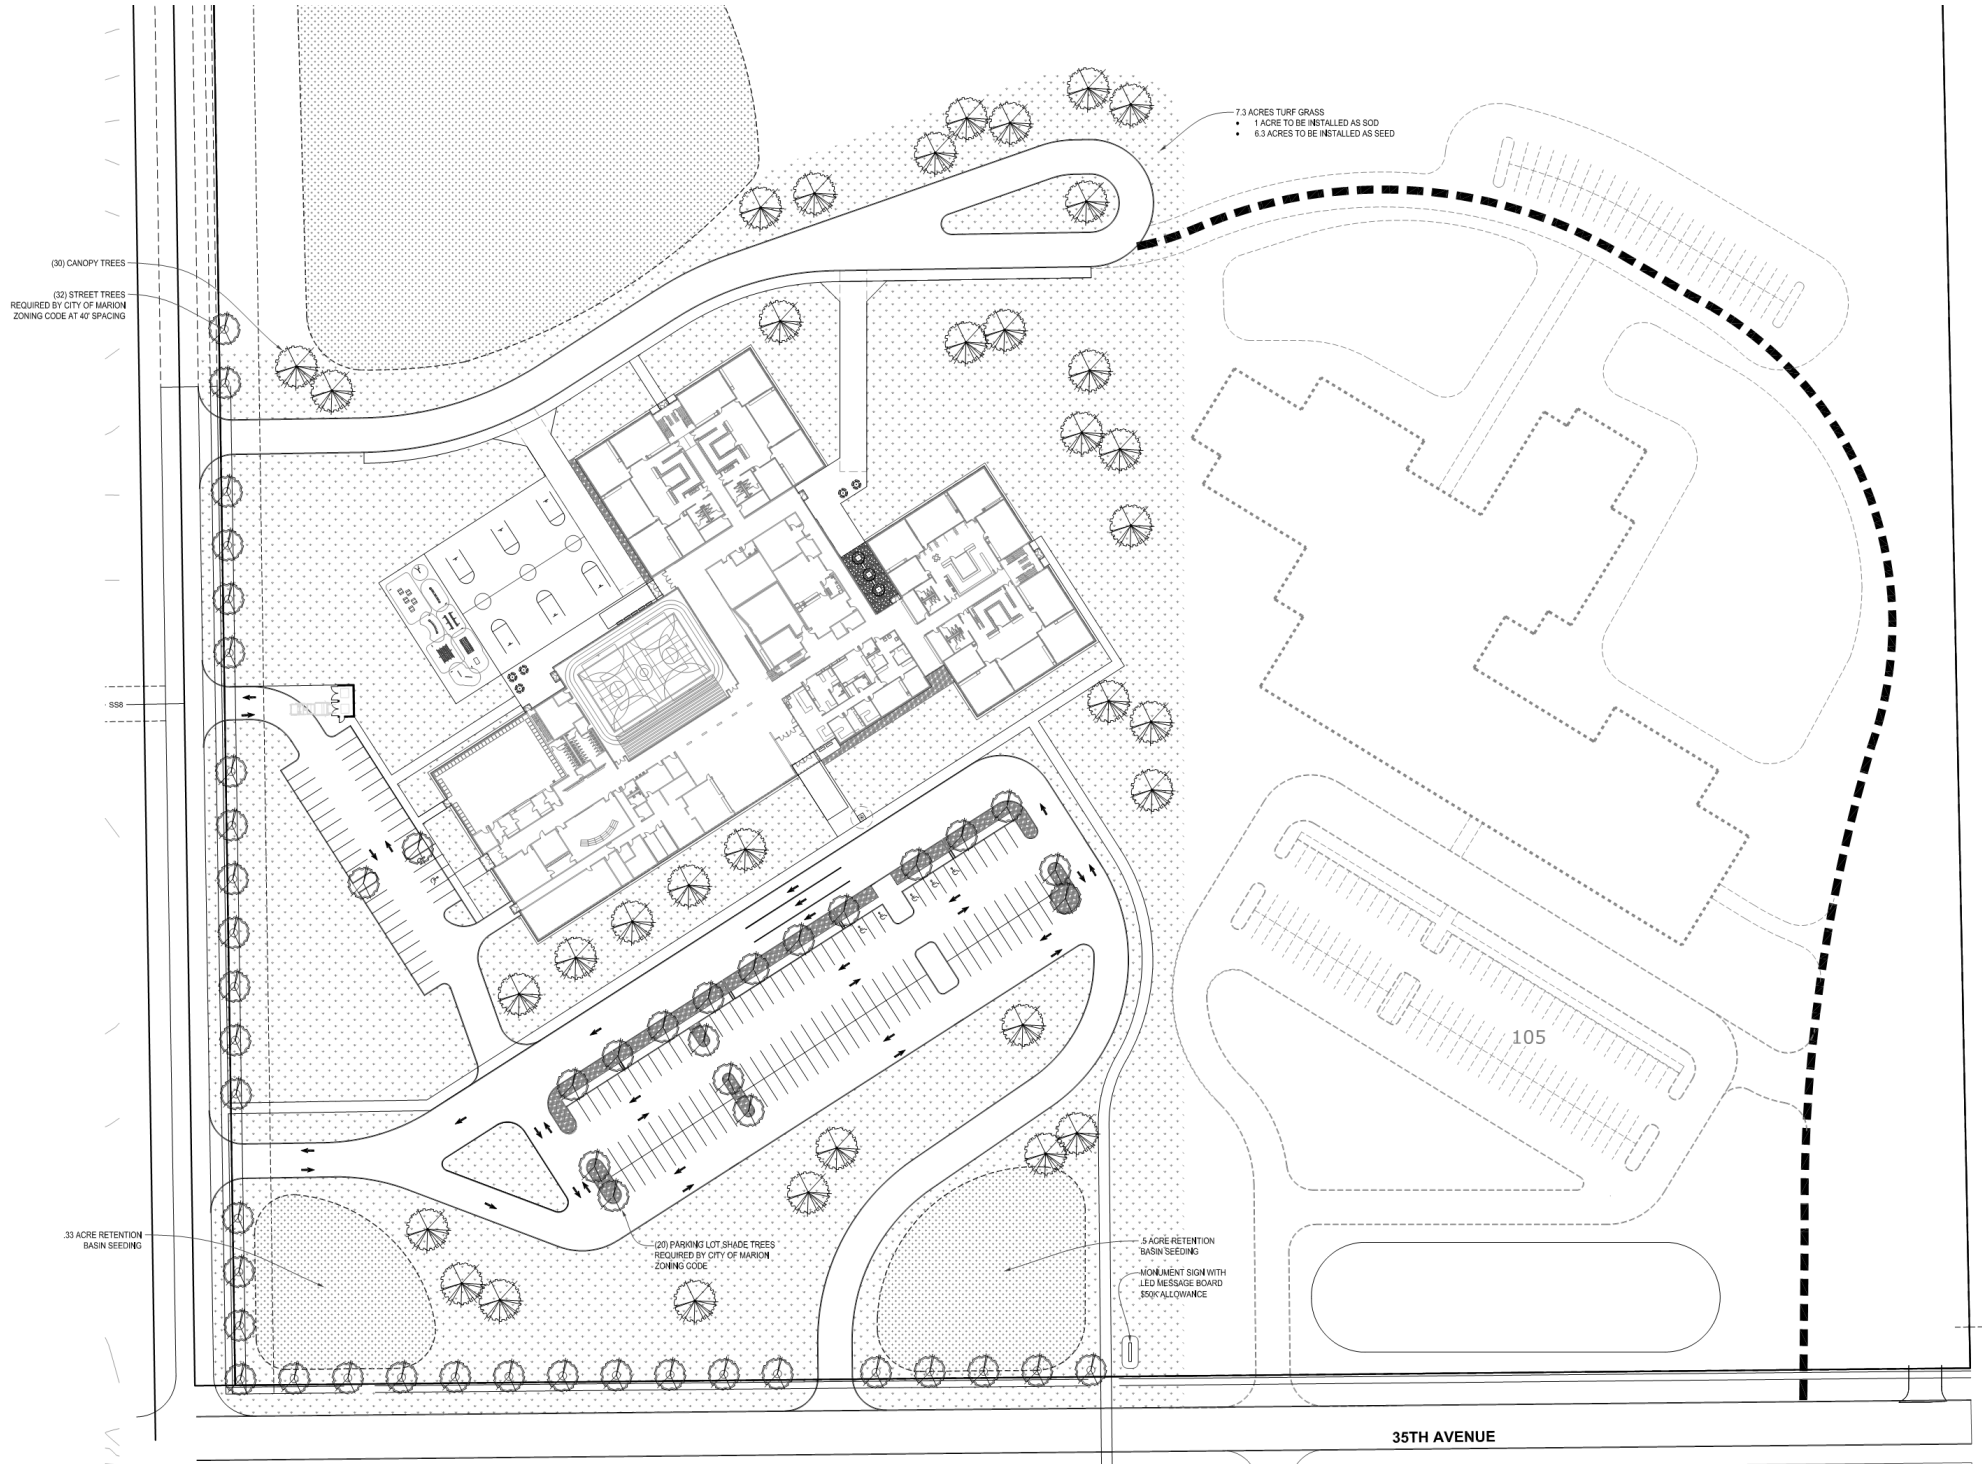 7.3 ACRES TURF GRASS
• 1 ACRE TO BE INSTALLED AS SOD
• 6.3 ACRES TO BE INSTALLED AS SEED
(30) CANOPY TREES
(32) STREET TREES
REQUIRED BY CITY OF MARION
ZONING CODE AT 40' SPACING
SS8
105
.33 ACRE RETENTION
BASIN SEEDING
(20) PARKING LOT SHADE TREES
REQUIRED BY CITY OF MARION
ZONING CODE
.5 ACRE RETENTION
BASIN SEEDING
MONUMENT SIGN WITH
LED MESSAGE BOARD
$50K ALLOWANCE
35TH AVENUE